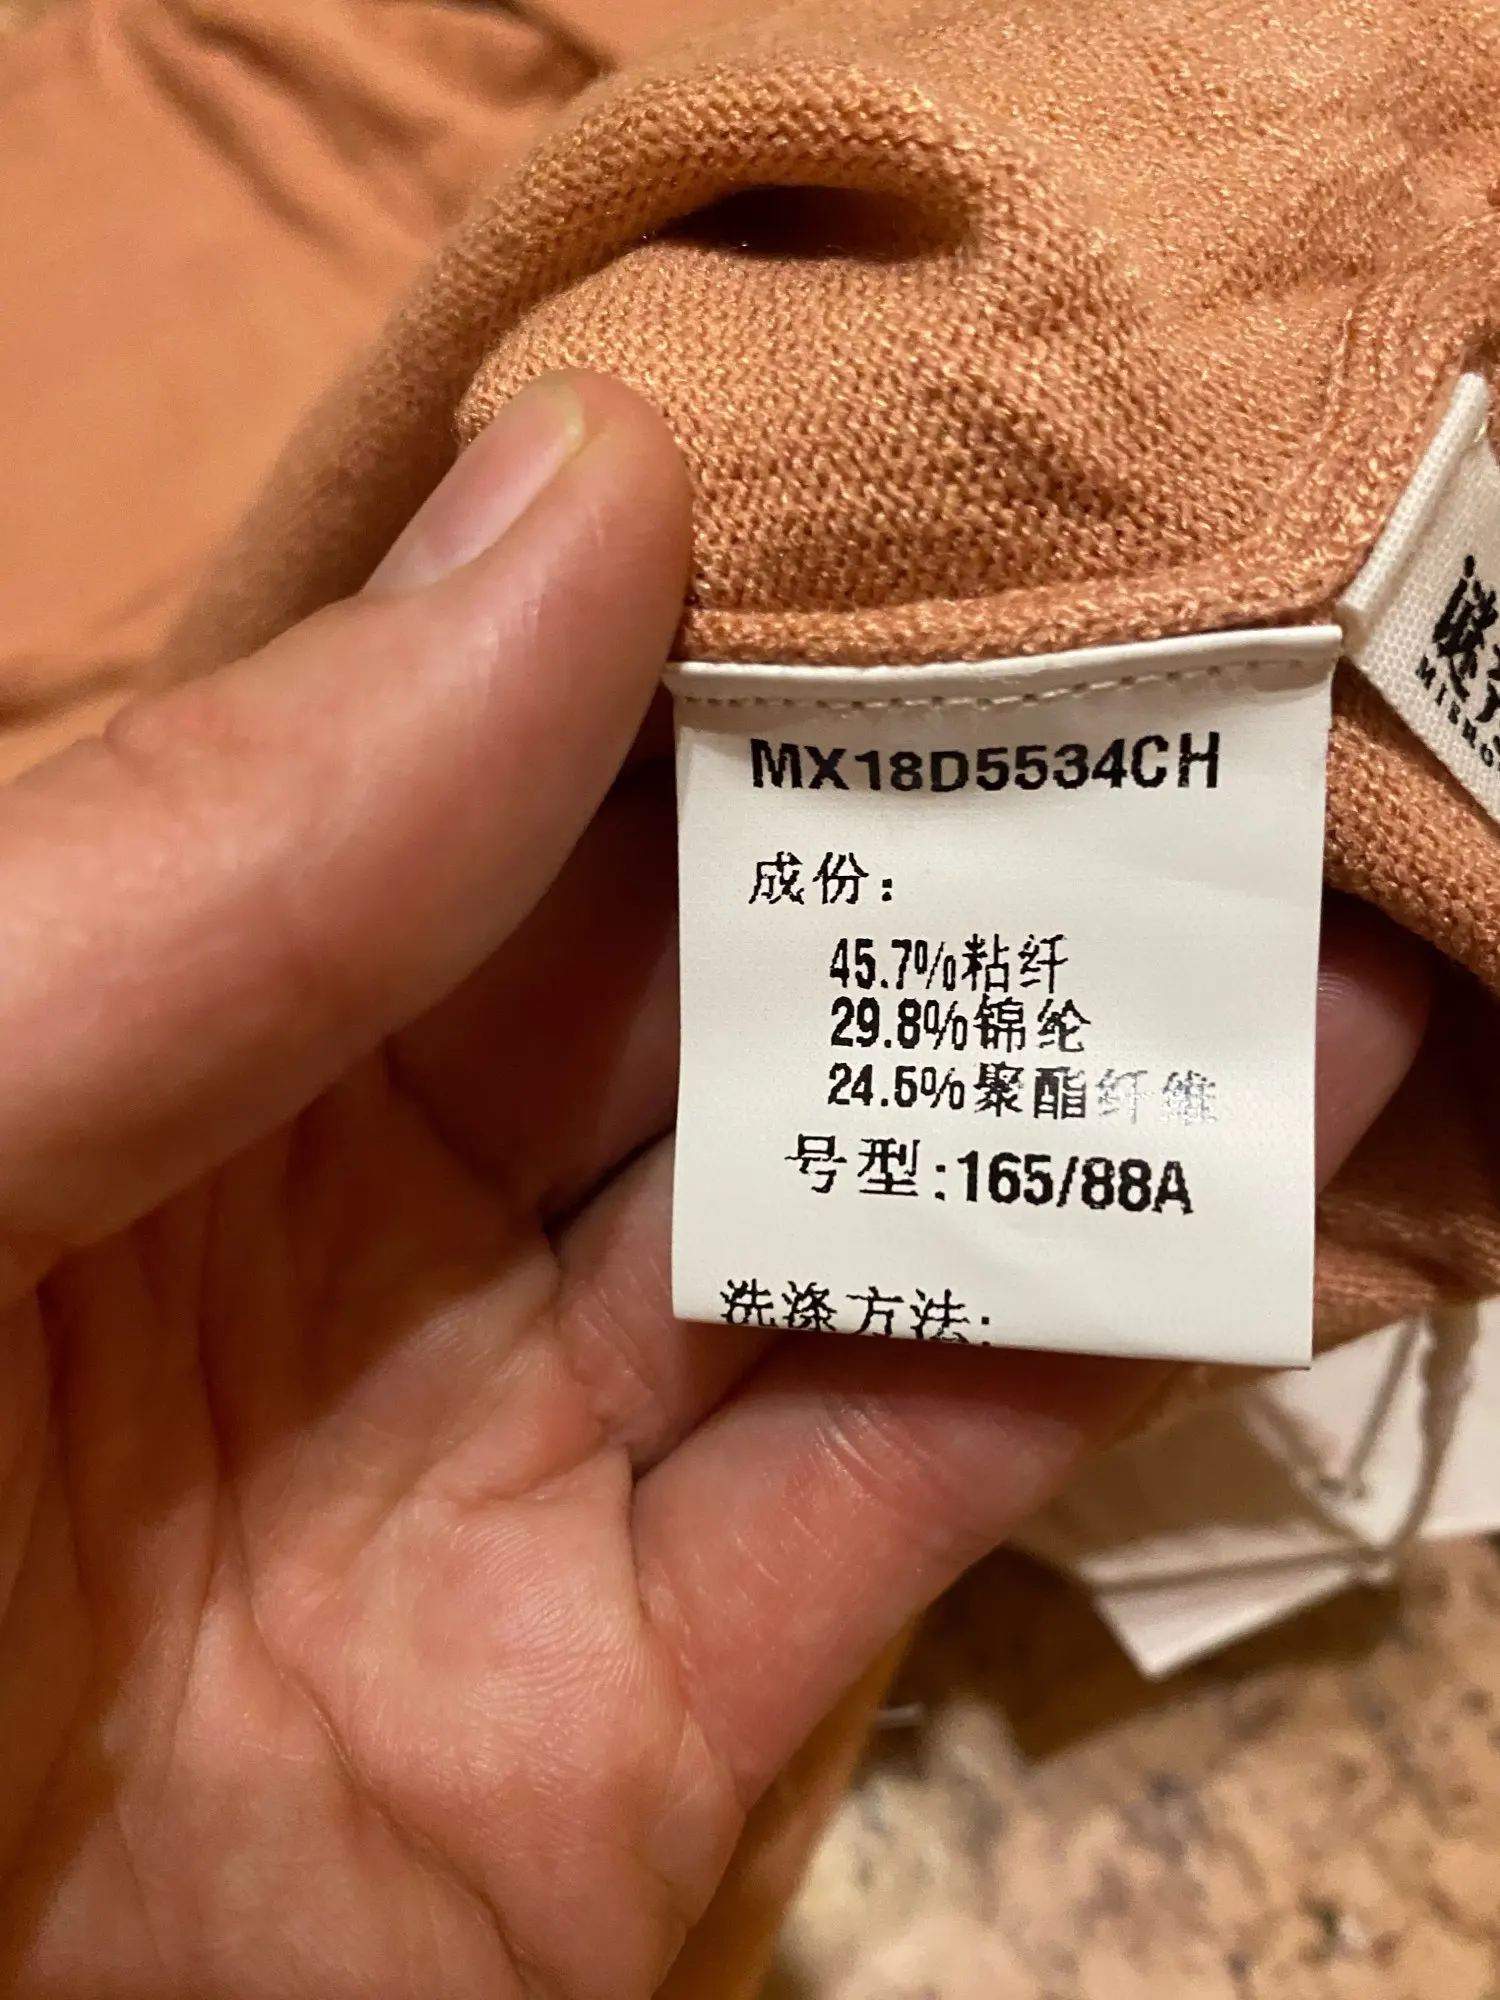 MX18D5534CH
成份:
45.7%粘纤
29.8%锦纶
24.5%聚酯纤维
号型:165/88A
洗涤方法:
谜